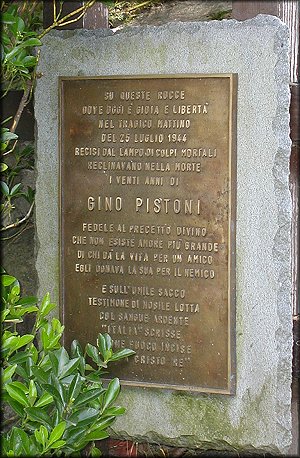 SU QUESTE ROCCE
DOVE OGGI È GIOIA E LIBERTÀ
NEL TRAGICO MATTINO
DEL 25 LUGLIO 1944
RECISI DAL LAMPO DI COLPI MORTALI
RECLINAVANO NELLA MORTE
I VENTI ANNI DI
GINO PISTONI
FEDELE AL PRECETTO DIVINO
CHE NON ESISTE AMORE PIÙ GRANDE
DI CHI DÀ LA VITA PER UN AMICO
EGLI DONAVA LA SUA PER IL NEMICO
E SULL'UMILE SACCO
TESTIMONE DI NOBILE LOTTA
COL SANGUE ARDENTE
"ITALIA" SCRISSE
FUOCO INCISE
CRISTO RE"